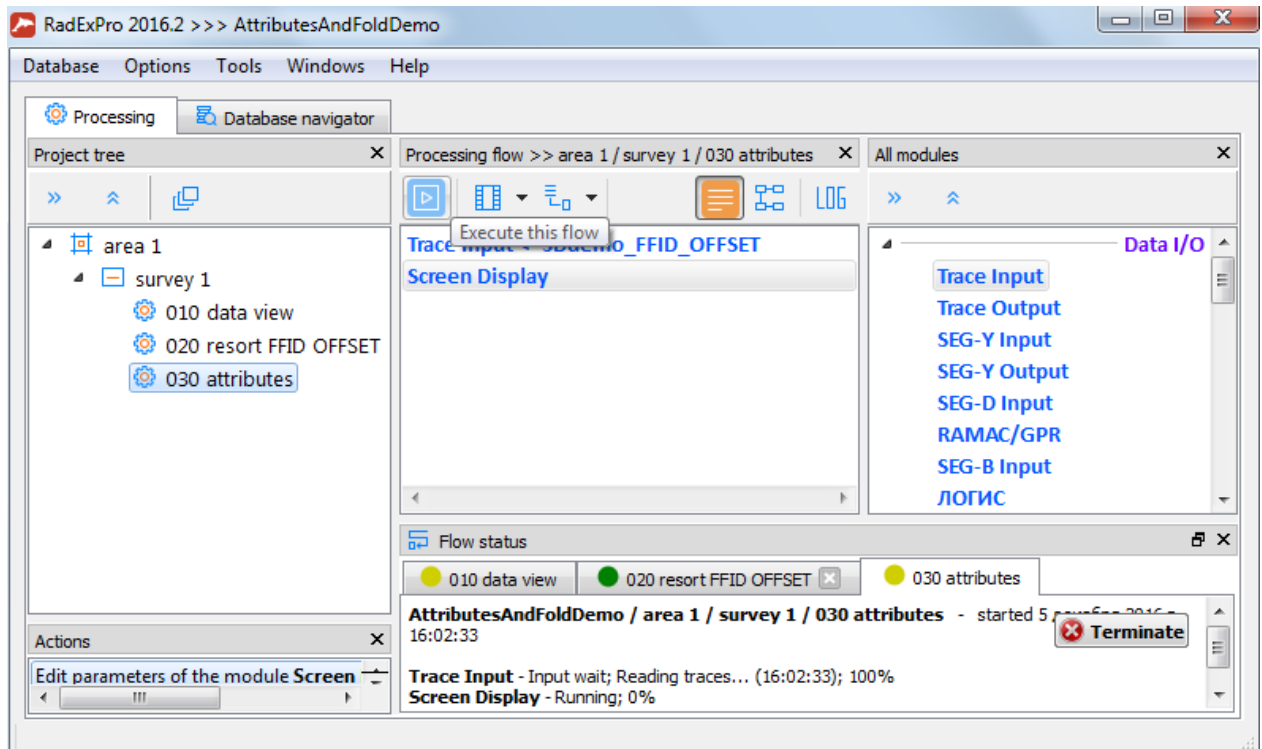 RadExPro 2016.2 >>> AttributesAndFoldDemo
Database Options Tools Windows Help
Processing Database navigator
Project tree
area 1
survey 1
010 data view
020 resort FFID OFFSET
030 attributes
Actions
Edit parameters of the module Screen
Processing flow >> area 1 / survey 1 / 030 attributes
LOG
Execute this flow
Trace Input <- 3Ddemo_FFID_OFFSET
Screen Display
All modules
Data I/O
Trace Input
Trace Output
SEG-Y Input
SEG-Y Output
SEG-D Input
RAMAC/GPR
SEG-B Input
ЛОГИС
Flow status
010 data view 020 resort FFID OFFSET 030 attributes
AttributesAndFoldDemo / area 1 / survey 1 / 030 attributes - started 5
16:02:33
Terminate
Trace Input - Input wait; Reading traces... (16:02:33); 100%
Screen Display - Running; 0%